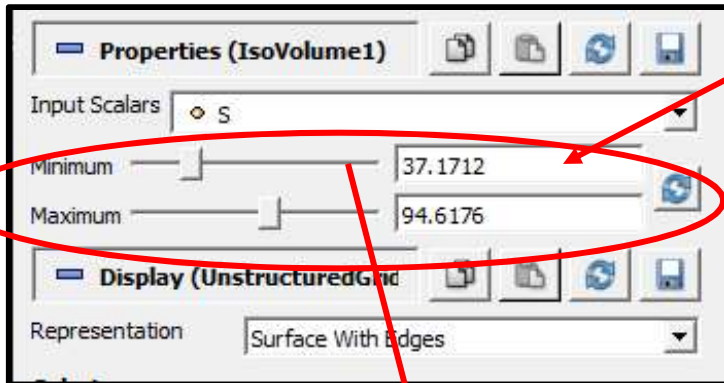 Properties (IsoVolume1)
Input Scalars S
Minimum 37.1712
Maximum 94.6176
Display (UnstructuredGrid
Representation Surface With Edges